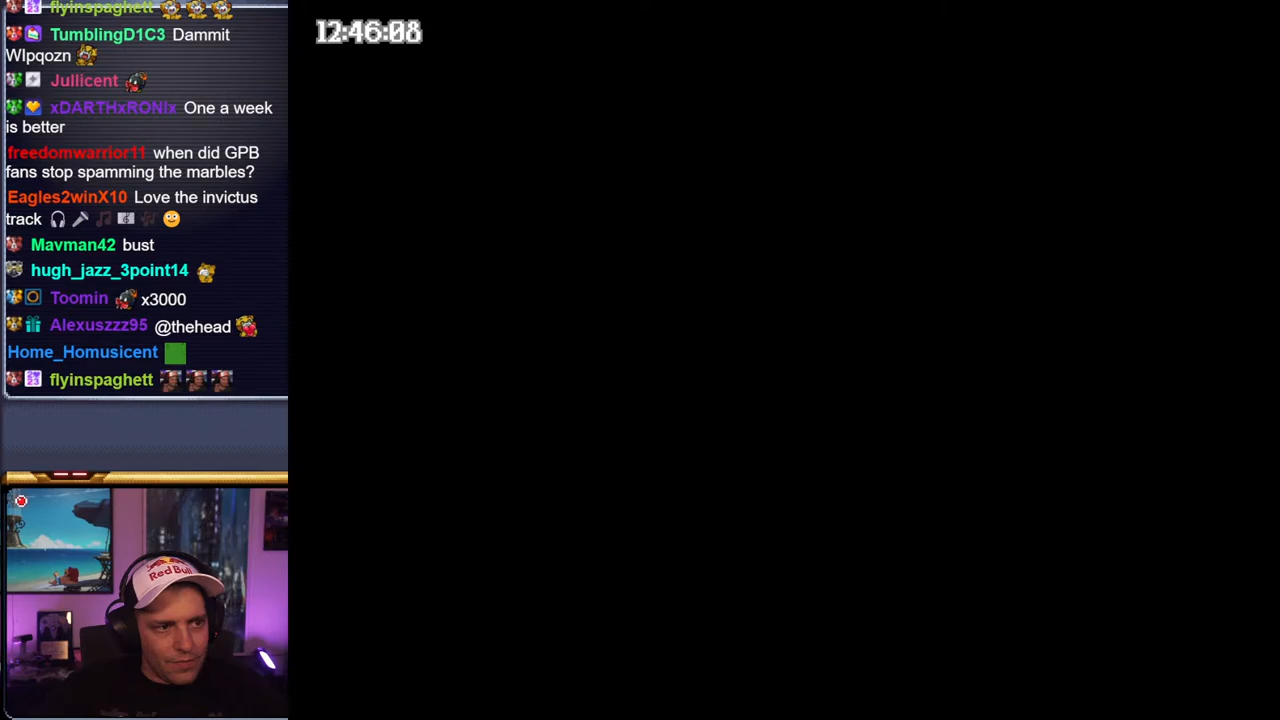 flyinspaghett
TumblingD1C3 Dammit
Wlpqozn
Jullicent
xDARTHxRONIx One a week
is better
freedomwarrior11 when did GPB
fans stop spamming the marbles?
Eagles2winX10 Love the invictus
track
Mavman42 bust
hugh_jazz_3point14
Toomin x3000
Alexuszzz95 @thehead
Home_Homusicent
flyinspaghett
12:46:08
Red Bull